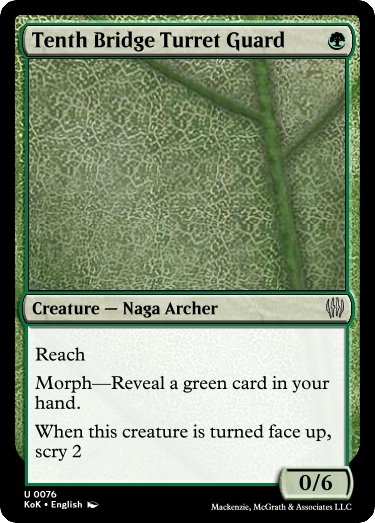 Tenth Bridge Turret Guard
Creature — Naga Archer
Reach
Morph—Reveal a green card in your
hand.
When this creature is turned face up,
scry 2
0/6
U 0076
KoK • English
Mackenzie, McGrath & Associates LLC